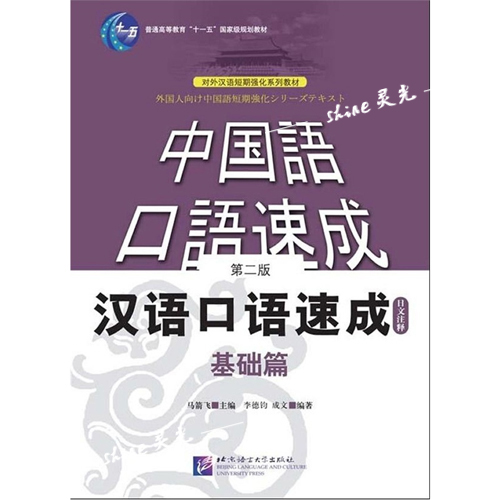 十一五
普通高等教育“十一五”国家级规划教材
对外汉语短期强化系列教材
外国人向け中国語短期強化シリーズテキスト
shine灵光
中国語
口語速成
第二版
汉语口语速成
日文注释
基础篇
马箭飞 主编 李德钧 成文 编著
北京语言大学出版社
BEIJING LANGUAGE AND CULTURE
UNIVERSITY PRESS